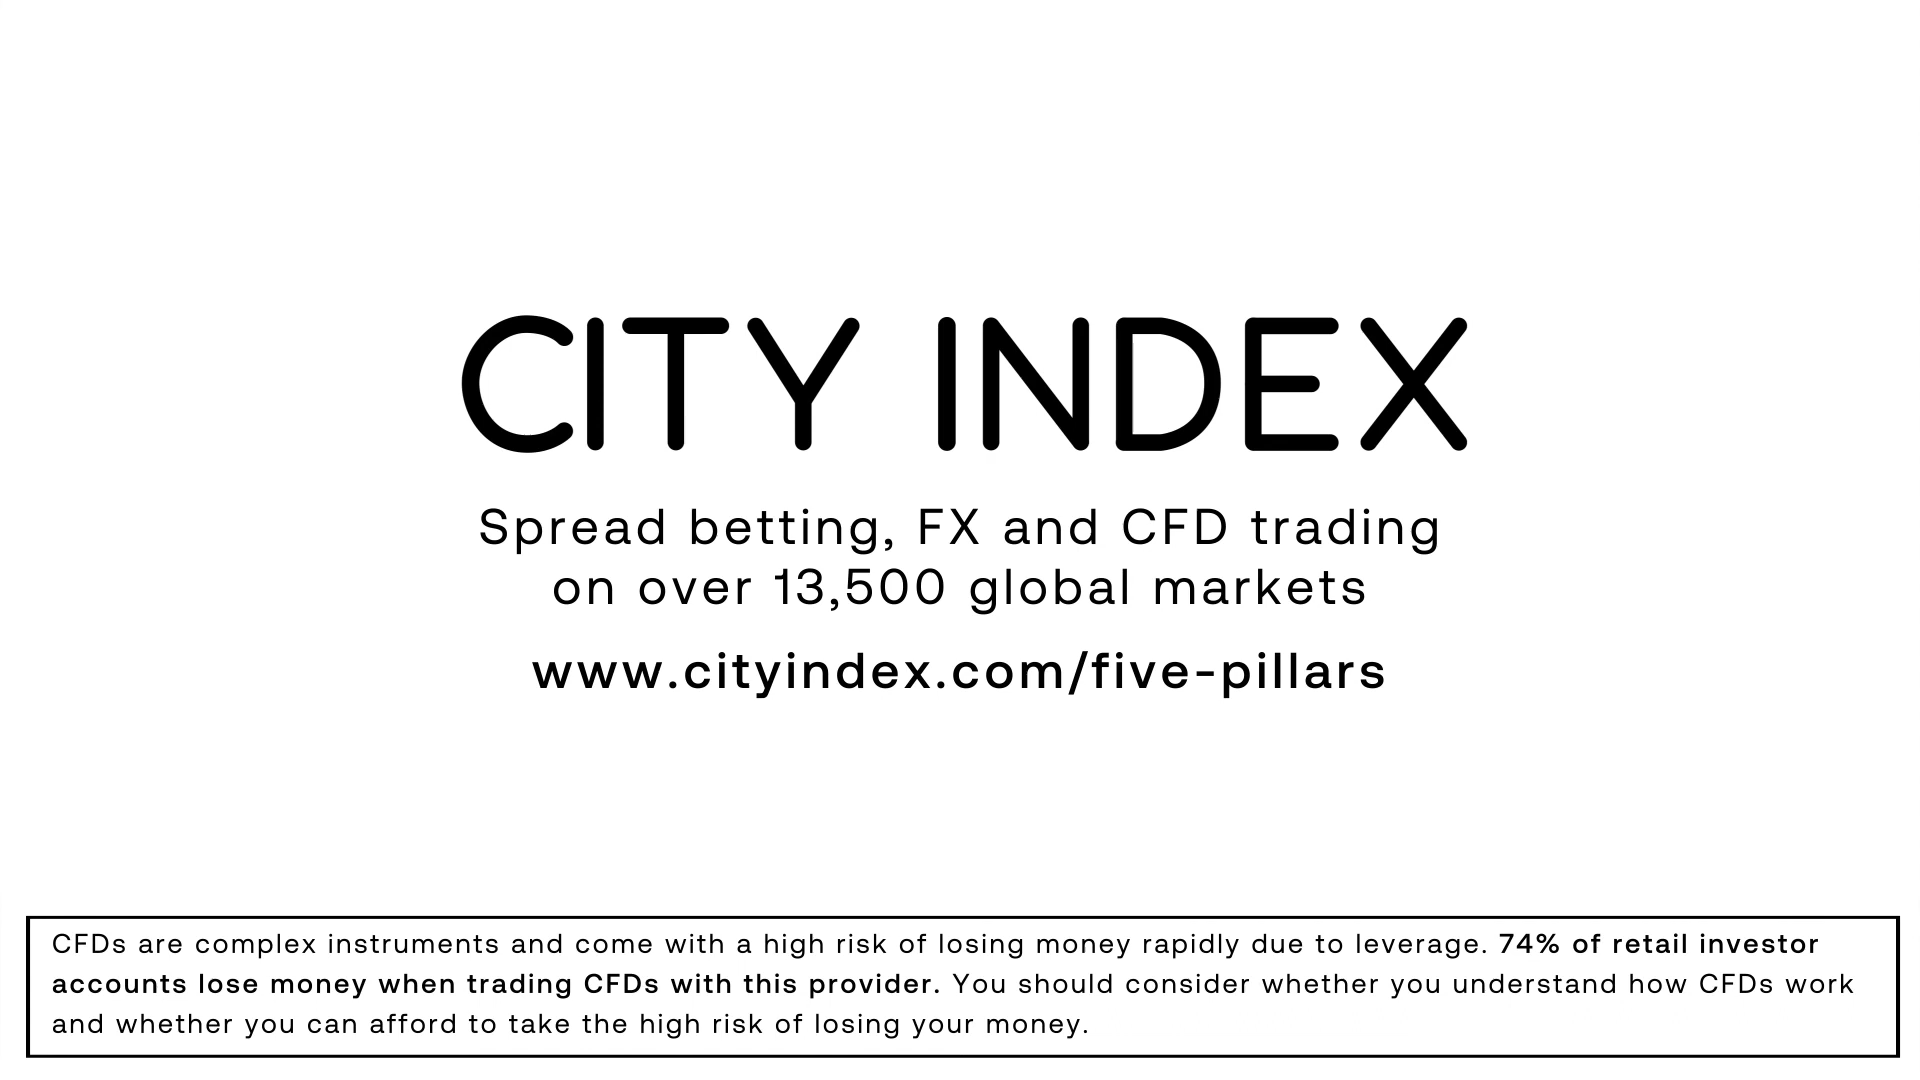 CITY INDEX
Spread betting, FX and CFD trading
on over 13,500 global markets
www.cityindex.com/five-pillars
CFDs are complex instruments and come with a high risk of losing money rapidly due to leverage. 74% of retail investor
accounts lose money when trading CFDs with this provider. You should consider whether you understand how CFDs work
and whether you can afford to take the high risk of losing your money.